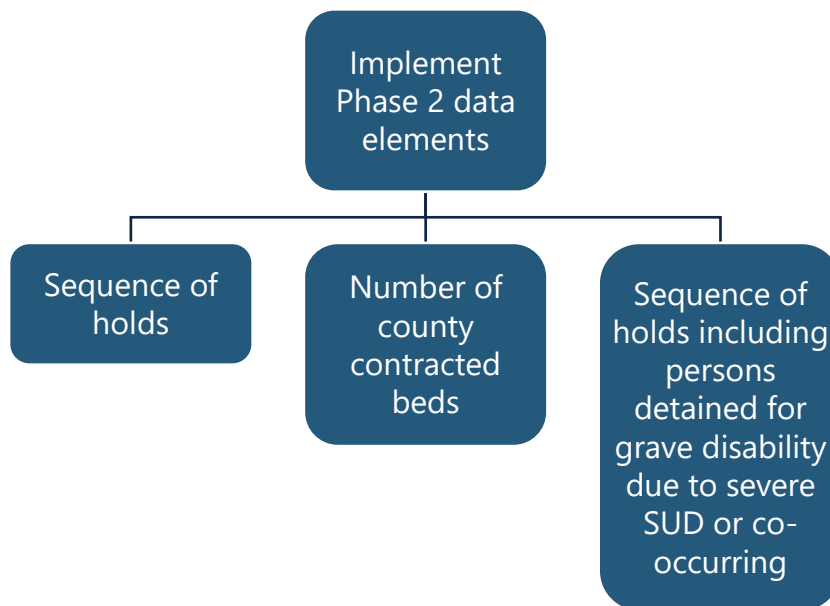 Implement
Phase 2 data
elements
Sequence of
holds
Number of
county
contracted
beds
Sequence of
holds including
persons
detained for
grave disability
due to severe
SUD or co-
occurring